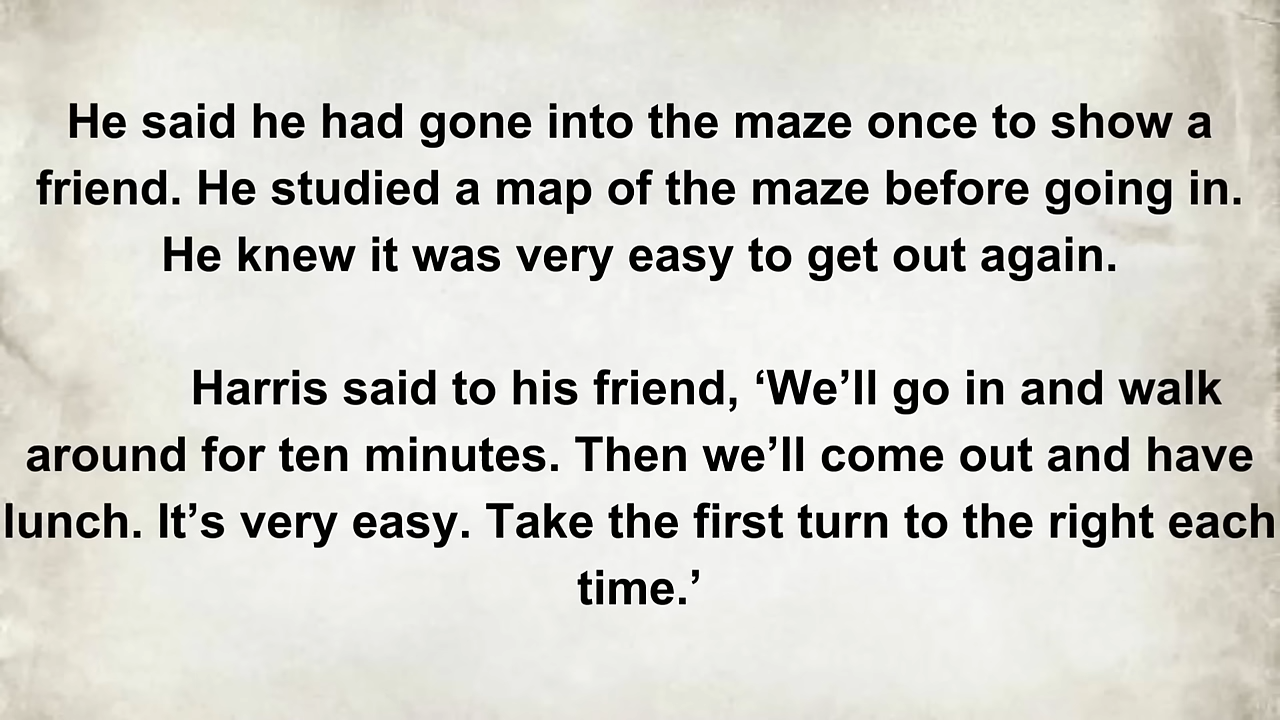 He said he had gone into the maze once to show a
friend. He studied a map of the maze before going in.
He knew it was very easy to get out again.
Harris said to his friend, ‘We’ll go in and walk
around for ten minutes. Then we’ll come out and have
lunch. It’s very easy. Take the first turn to the right each
time.’